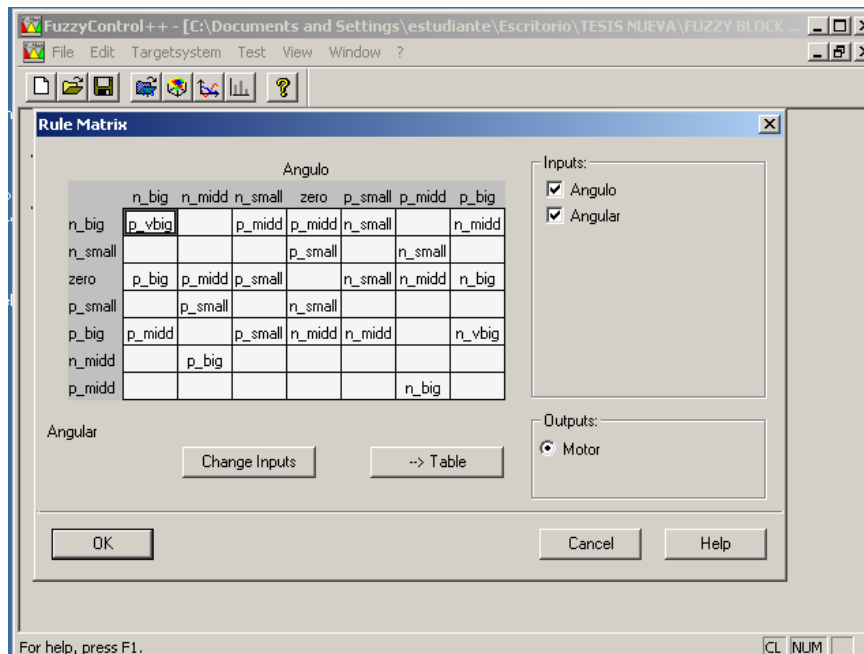 FuzzyControl++ - [C:\Documents and Settings\estudiante\Escritorio\TESIS NUEVA\FUZZY BLOCK ...
File Edit Targetsystem Test View Window ?
Rule Matrix
Angulo
n_big n_midd n_small zero p_small p_midd p_big
n_big p_vbig p_midd p_midd n_small n_midd
n_small p_small n_small
zero p_big p_midd p_small n_small n_midd n_big
p_small p_small n_small
p_big p_midd p_small n_midd n_midd n_vbig
n_midd p_big
p_midd n_big
Angular
Change Inputs
--> Table
Inputs:
Angulo
Angular
Outputs:
Motor
OK
Cancel
Help
For help, press F1.
CL NUM